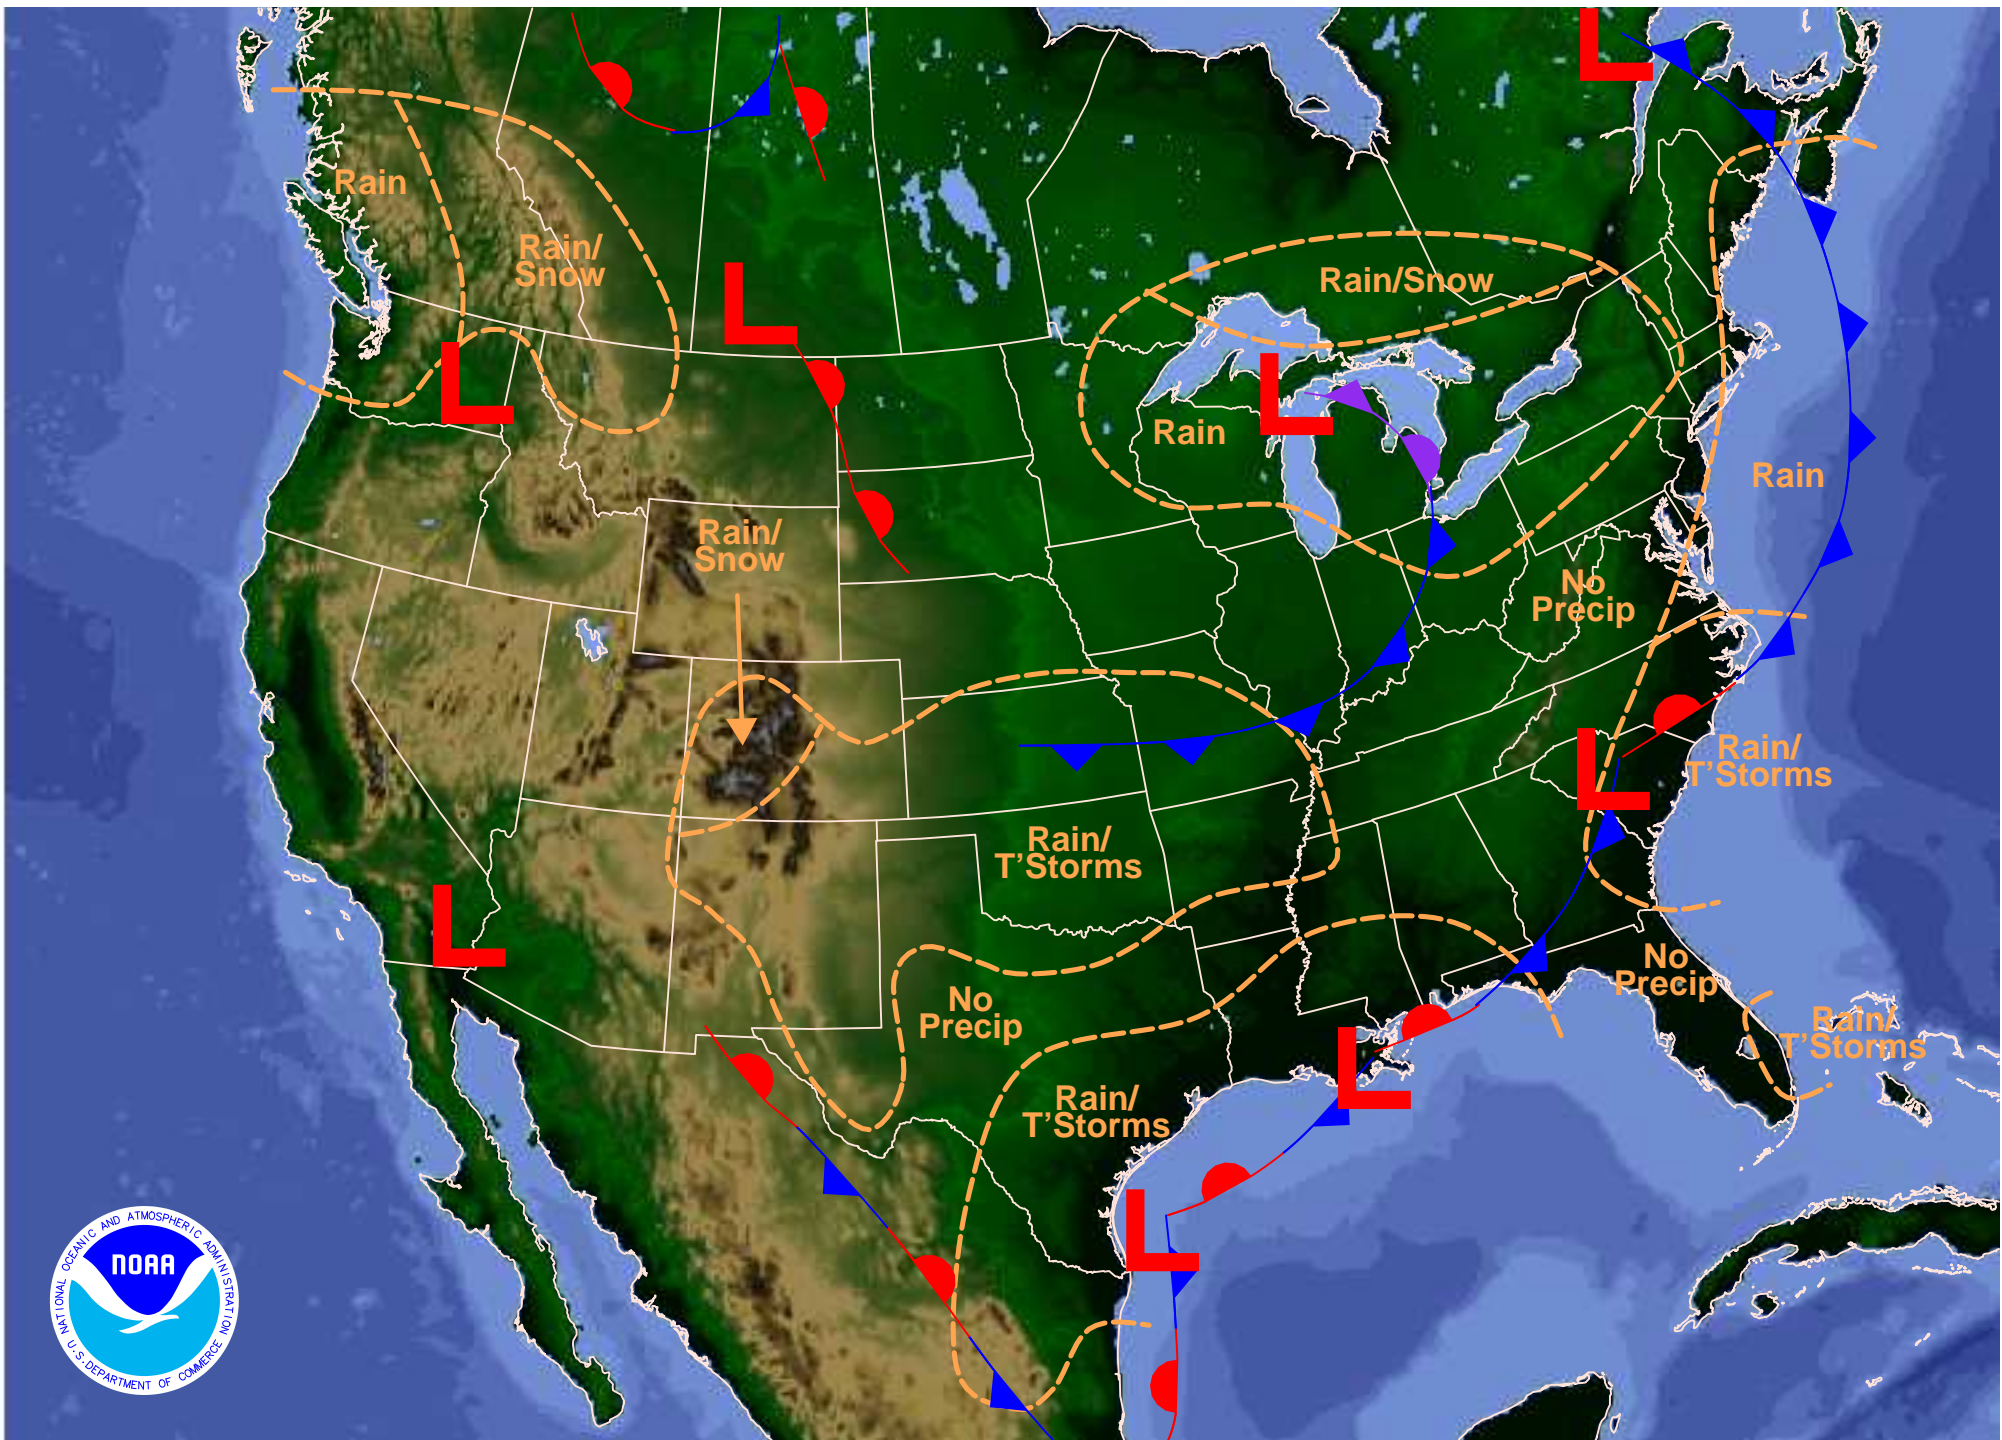 L
Rain
Rain/
Snow
Rain/Snow
L
L
L
Rain
Rain
Rain/
Snow
No
Precip
L
Rain/
T'Storms
Rain/
T'Storms
L
No
Precip
No
Precip
Rain/
T'Storms
L
Rain/
T'Storms
L
NATIONAL OCEANIC AND ATMOSPHERIC ADMINISTRATION
NOAA
U.S. DEPARTMENT OF COMMERCE
L